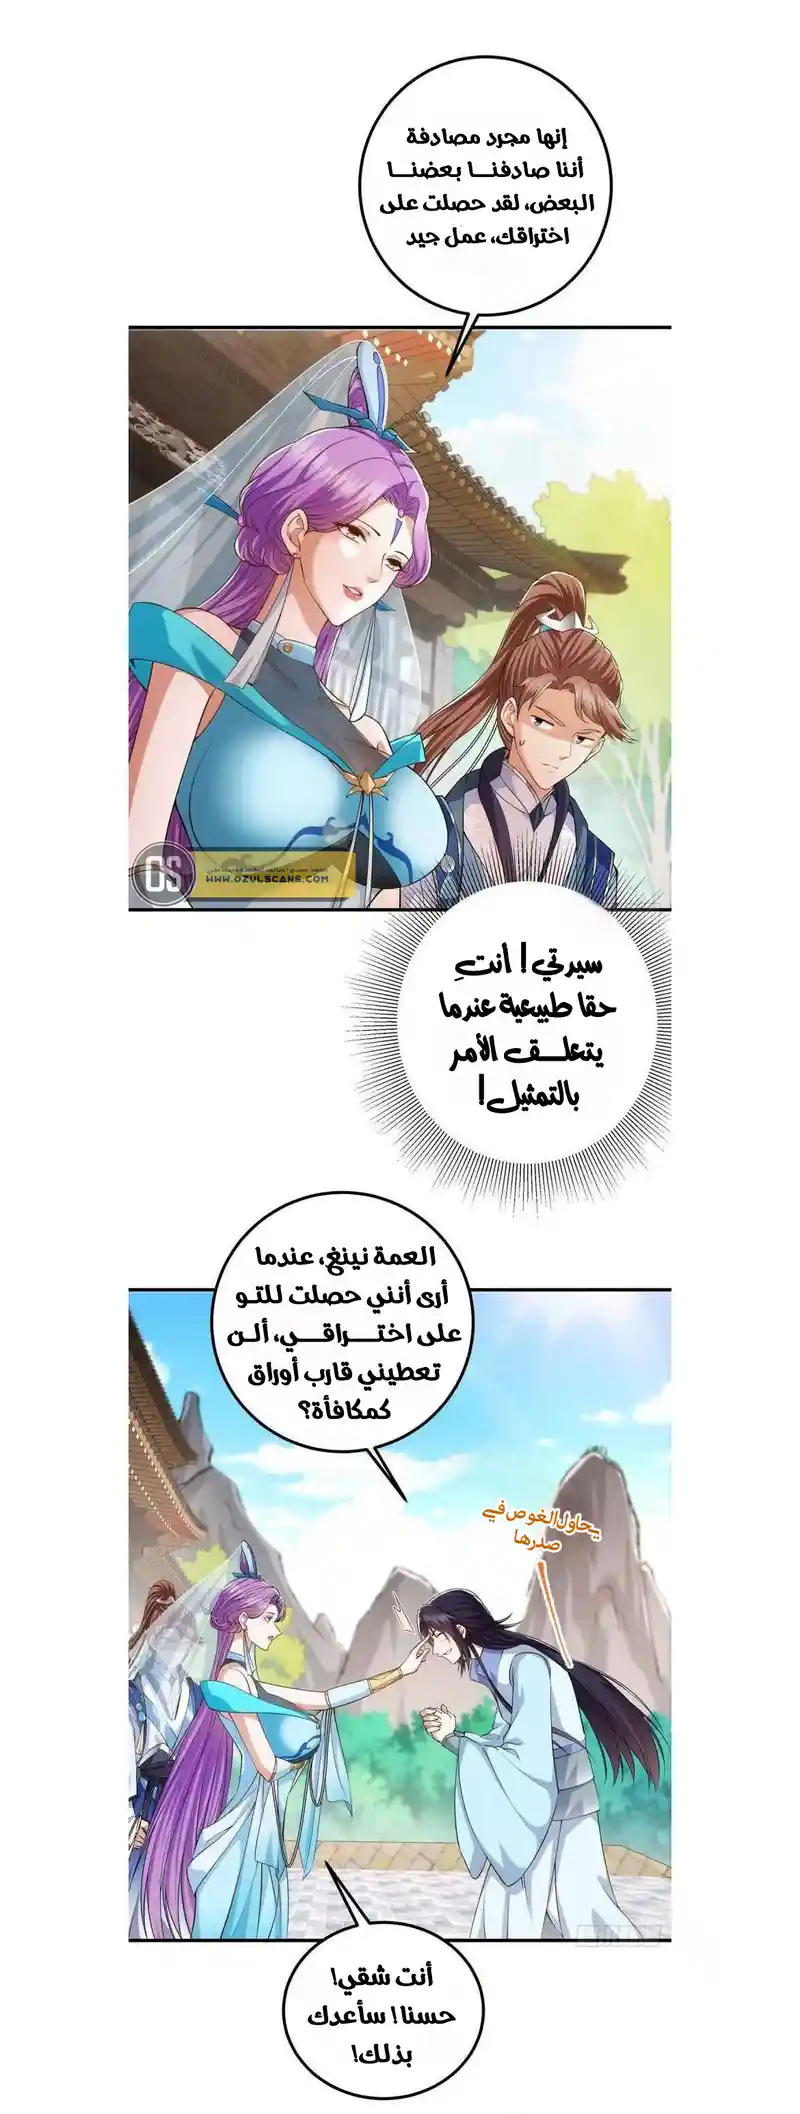 إنها مجرد مصادفة
أننا صادفنا بعضنا
البعض، لقد حصلت على
اختراقك، عمل جيد
OS
WWW.OZULSCANS.COM
سيرتي! أنتِ
حقا طبيعية عندما
يتعلق الأمر
بالتمثيل!
العمة نينغ، عندما
أرى أنني حصلت للتو
على اختراقي، ألن
تعطيني قارب أوراق
كمكافأة؟
يحاول الغوص في
صدرها
أنت شقي!
حسنا! سأعدك
بذلك!